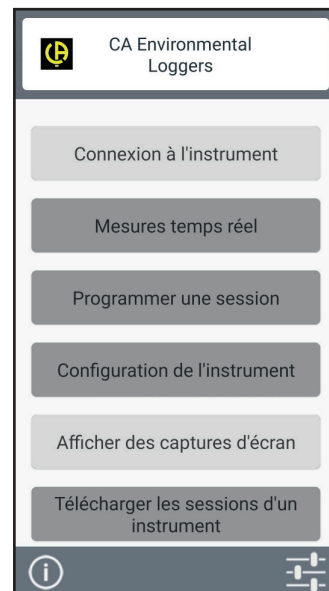 CA Environmental
Loggers
Connexion à l'instrument
Mesures temps réel
Programmer une session
Configuration de l'instrument
Afficher des captures d'écran
Télécharger les sessions d'un
instrument